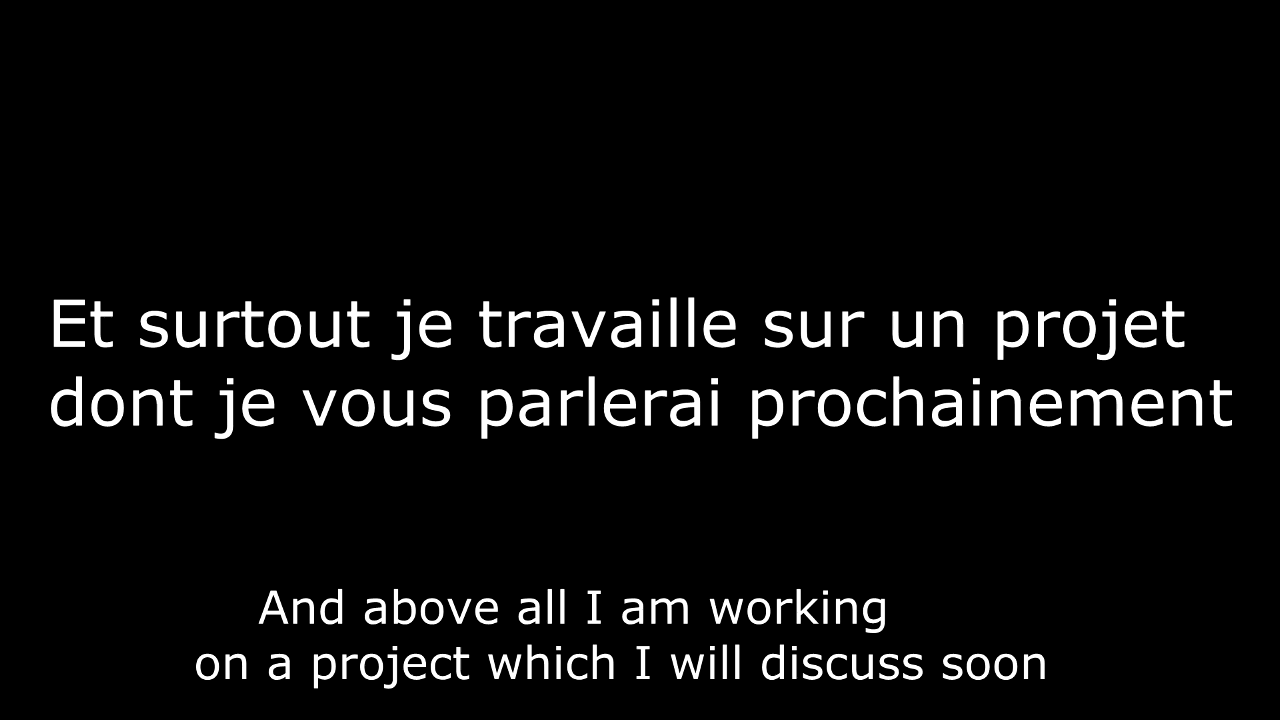 Et surtout je travaille sur un projet
dont je vous parlerai prochainement
And above all I am working
on a project which I will discuss soon